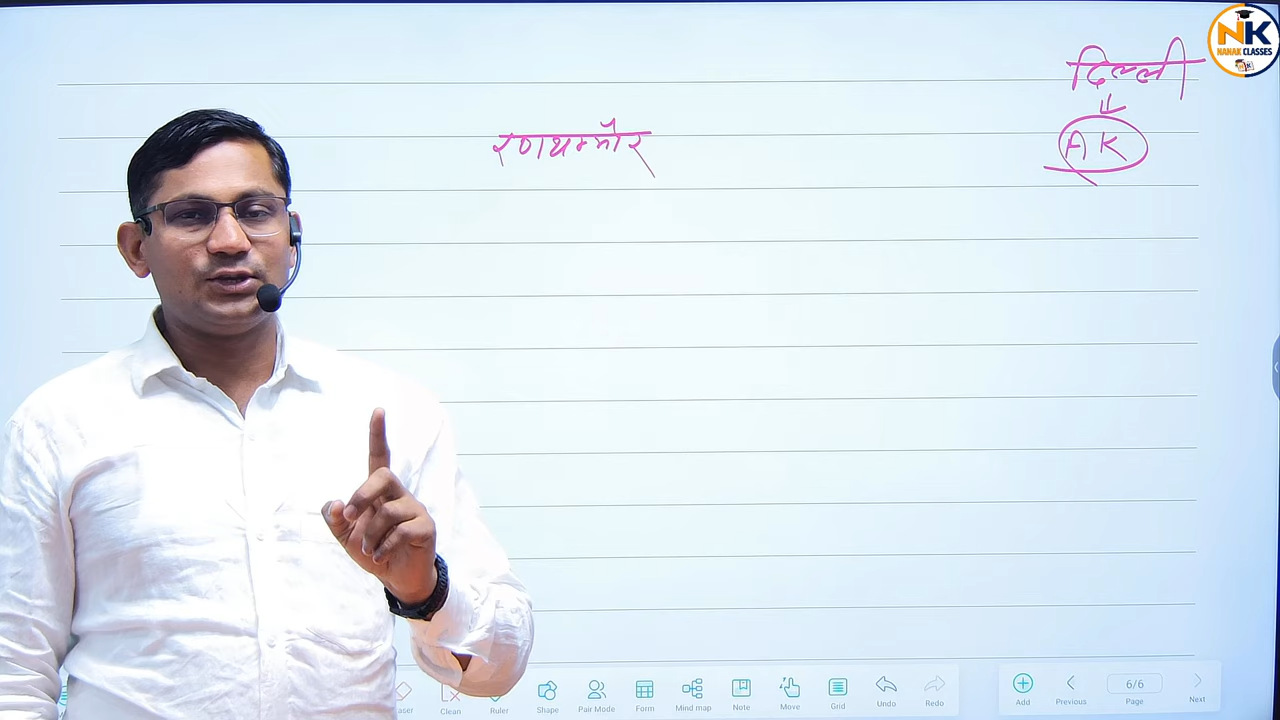 NK
NANAK CLASSES
दिल्ली
रणथम्भौर
AK
Clean
Ruler
Shape
Pair Mode
Form
Mind map
Note
Move
Grid
Undo
Redo
Add
Previous
6/6
Page
Next